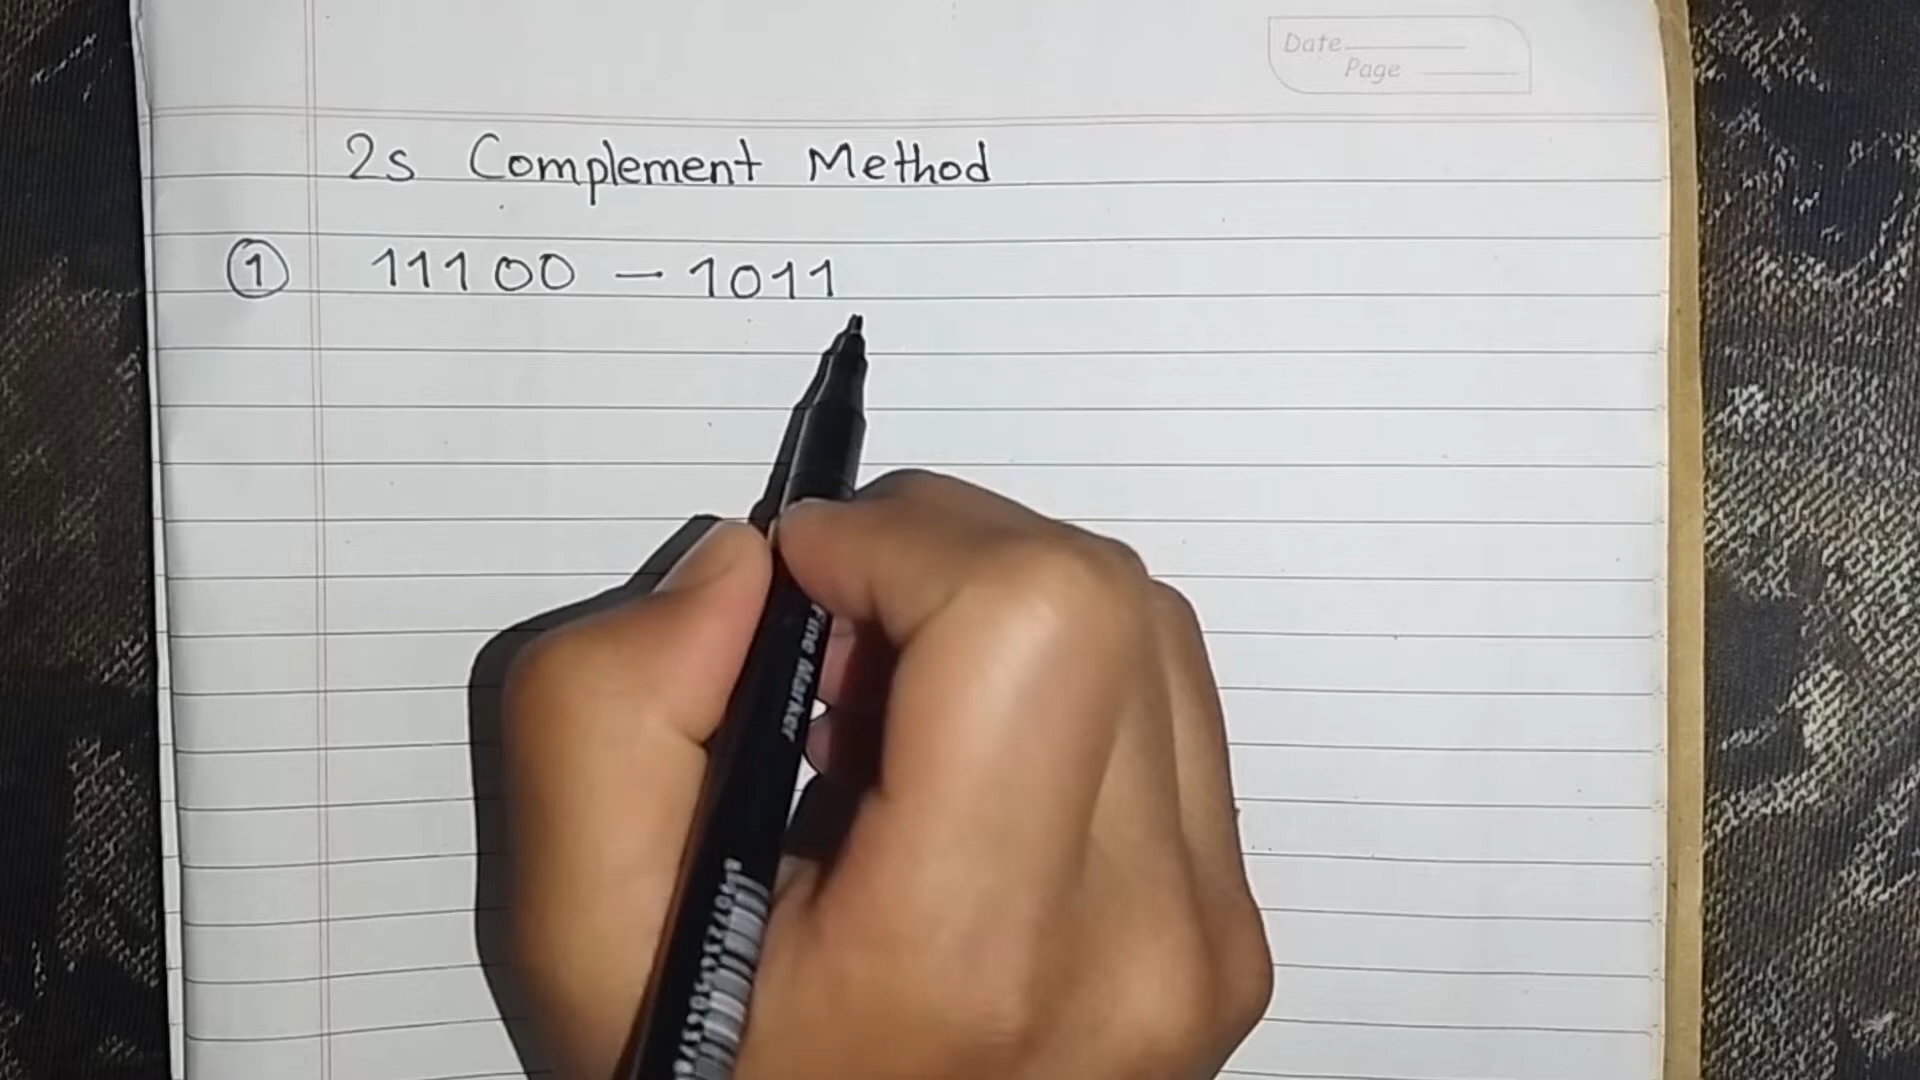 Date
Page
2s Complement Method
① 11100 - 1011
Fine Marker